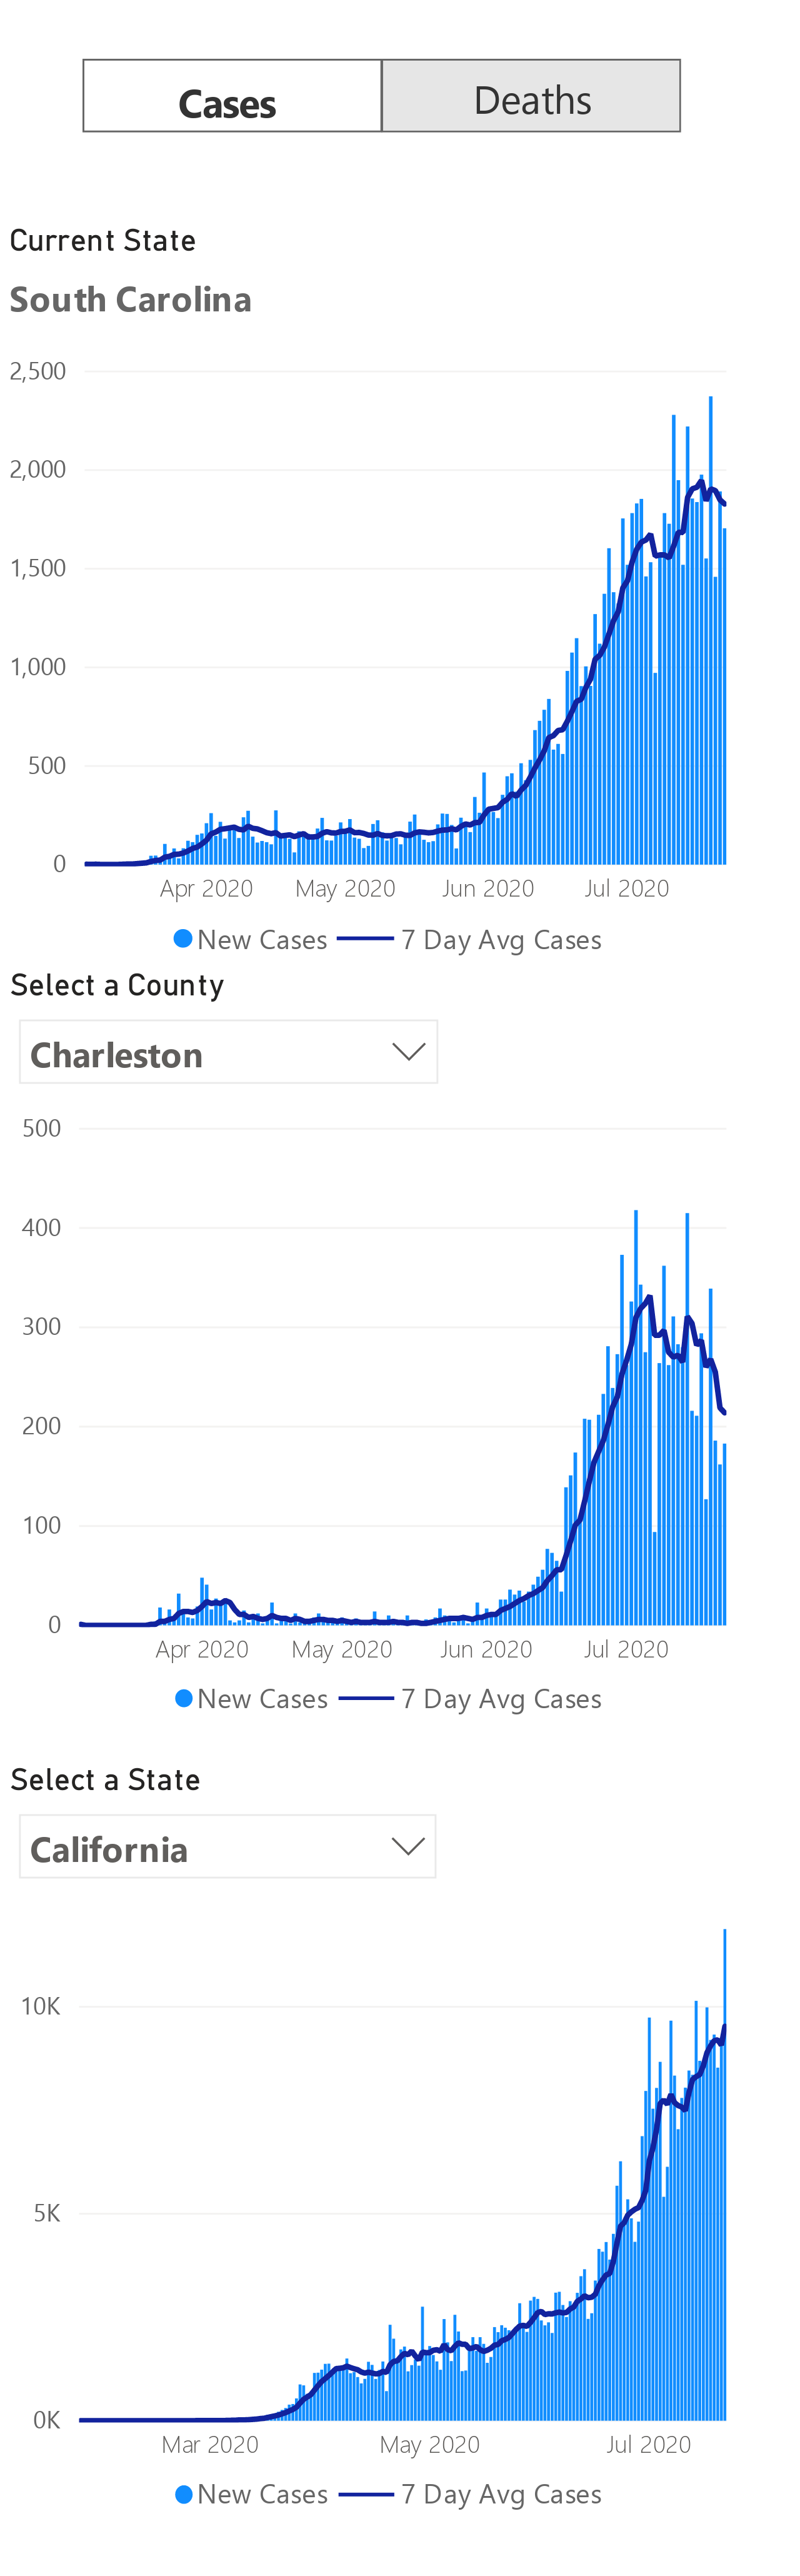 Cases Deaths
Current State
South Carolina
2,500
2,000
1,500
1,000
500
0
Apr 2020 May 2020 Jun 2020 Jul 2020
New Cases 7 Day Avg Cases
Select a County
Charleston
500
400
300
200
100
0
Apr 2020 May 2020 Jun 2020 Jul 2020
New Cases 7 Day Avg Cases
Select a State
California
10K
5K
0K
Mar 2020 May 2020 Jul 2020
New Cases 7 Day Avg Cases